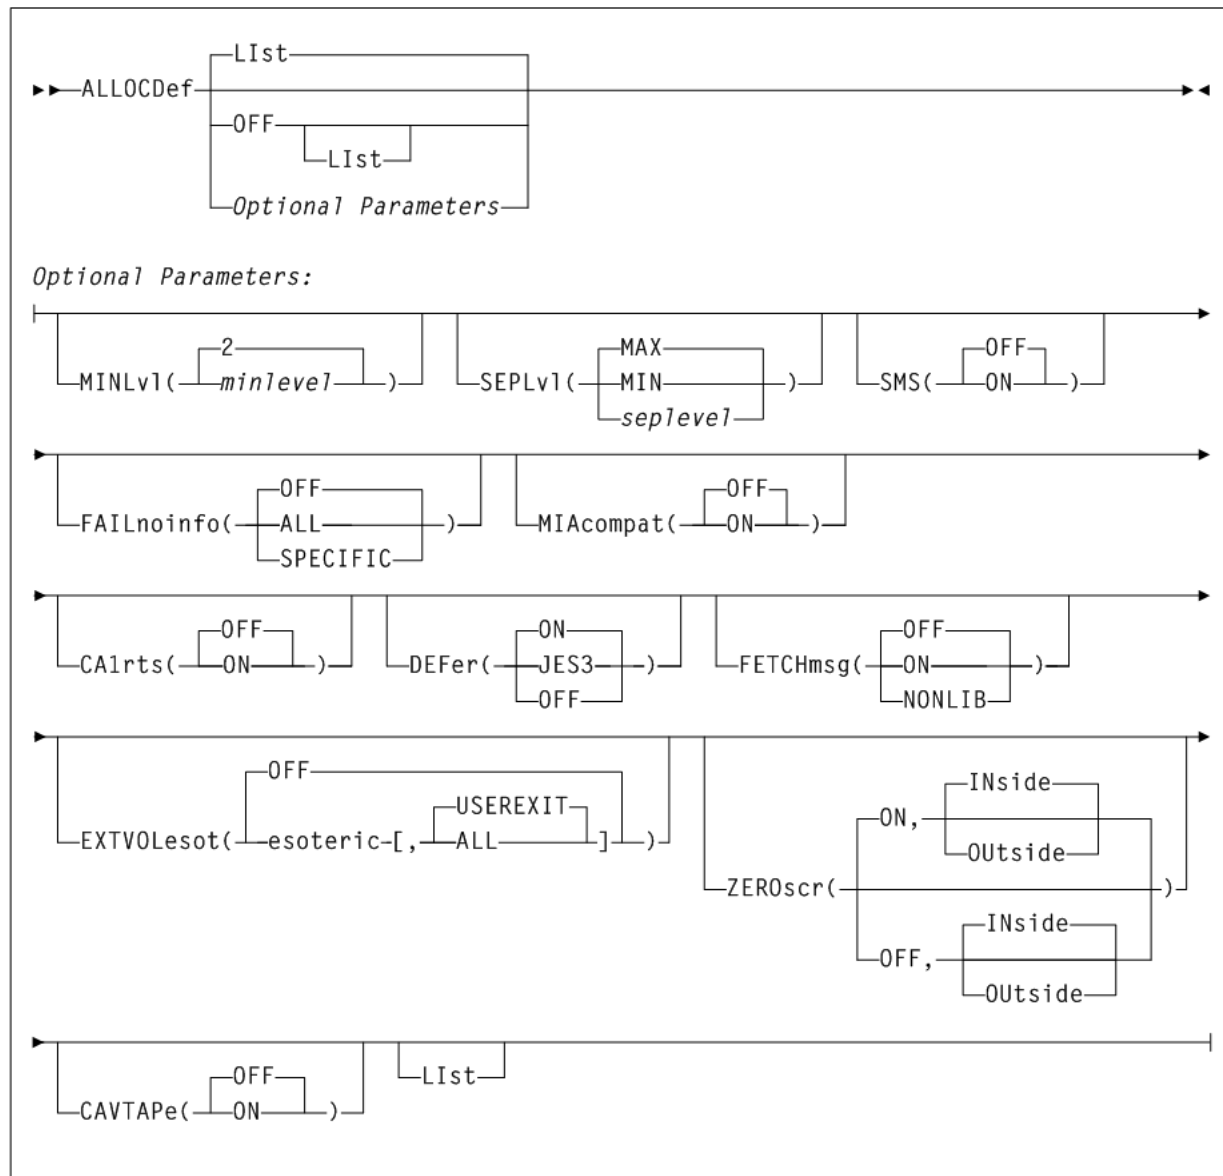 LIst
ALLOCDef
OFF
LIst
Optional Parameters
Optional Parameters:
2
MINLvl( minlevel )
MAX
SEPLvl( MIN )
seplevel
OFF
SMS( ON )
OFF
FAILnoinfo( ALL )
SPECIFIC
OFF
MIAcompat( ON )
OFF
CA1rts( ON )
ON
DEFer( JES3 )
OFF
OFF
FETCHmsg( ON )
NONLIB
OFF
USEREXIT
EXTVOLesot( esoteric [, ALL ] )
INside
ON,
OUtside
ZEROscr( )
INside
OFF,
OUtside
OFF
CAVTAPe( ON )
LIst